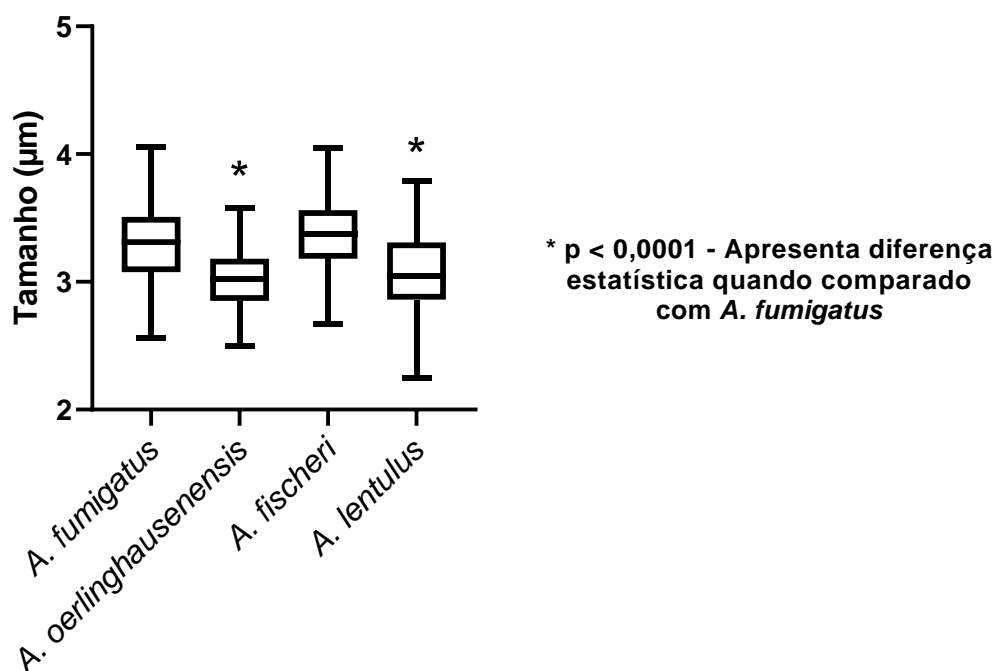 Tamanho (µm)
5
4
3
2
*
*
A. fumigatus
A. oerlinghausenensis
A. fischeri
A. lentulus
* p < 0,0001 - Apresenta diferença
estatística quando comparado
com A. fumigatus